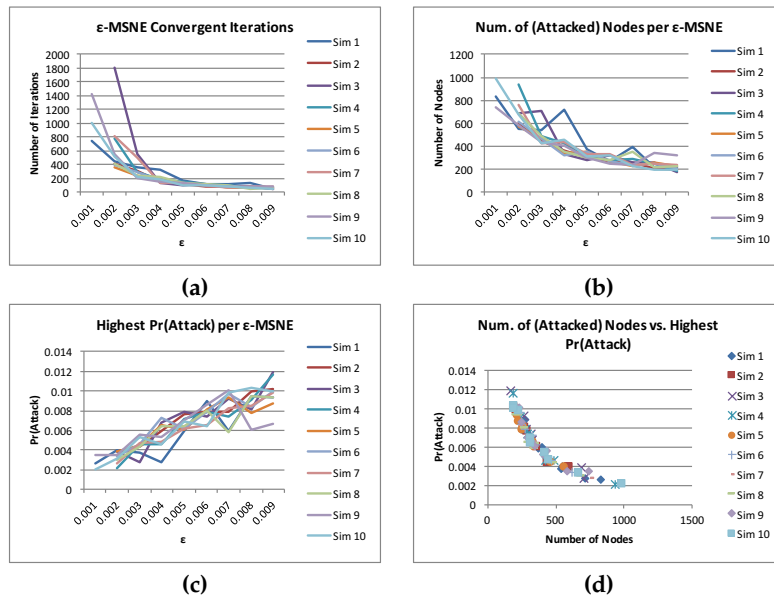 ε-MSNE Convergent Iterations
Number of Iterations
2000
1800
1600
1400
1200
1000
800
600
400
200
0
0.001
0.002
0.003
0.004
0.005
0.006
0.007
0.008
0.009
ε
Sim 1
Sim 2
Sim 3
Sim 4
Sim 5
Sim 6
Sim 7
Sim 8
Sim 9
Sim 10
(a)
Num. of (Attacked) Nodes per ε-MSNE
Number of Nodes
1200
1000
800
600
400
200
0
0.001
0.002
0.003
0.004
0.005
0.006
0.007
0.008
0.009
ε
Sim 1
Sim 2
Sim 3
Sim 4
Sim 5
Sim 6
Sim 7
Sim 8
Sim 9
Sim 10
(b)
Highest Pr(Attack) per ε-MSNE
Pr(Attack)
0.014
0.012
0.01
0.008
0.006
0.004
0.002
0
0.001
0.002
0.003
0.004
0.005
0.006
0.007
0.008
0.009
ε
Sim 1
Sim 2
Sim 3
Sim 4
Sim 5
Sim 6
Sim 7
Sim 8
Sim 9
Sim 10
(c)
Num. of (Attacked) Nodes vs. Highest
Pr(Attack)
Pr(Attack)
0.014
0.012
0.01
0.008
0.006
0.004
0.002
0
0
500
1000
1500
Number of Nodes
Sim 1
Sim 2
Sim 3
Sim 4
Sim 5
Sim 6
Sim 7
Sim 8
Sim 9
Sim 10
(d)